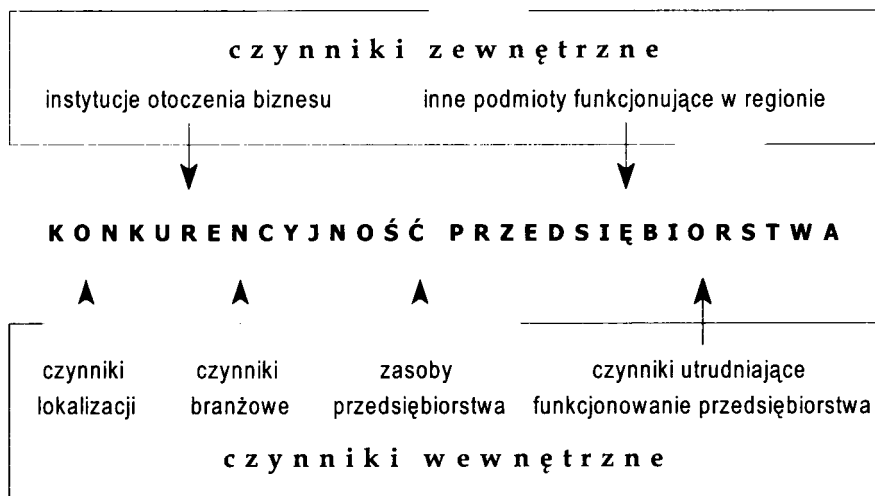 czynniki zewnętrzne
instytucje otoczenia biznesu inne podmioty funkcjonujące w regionie
KONKURENCYJNOŚĆ PRZEDSIĘBIORSTWA
czynniki czynniki zasoby czynniki utrudniające
lokalizacji branżowe przedsiębiorstwa funkcjonowanie przedsiębiorstwa
czynniki wewnętrzne